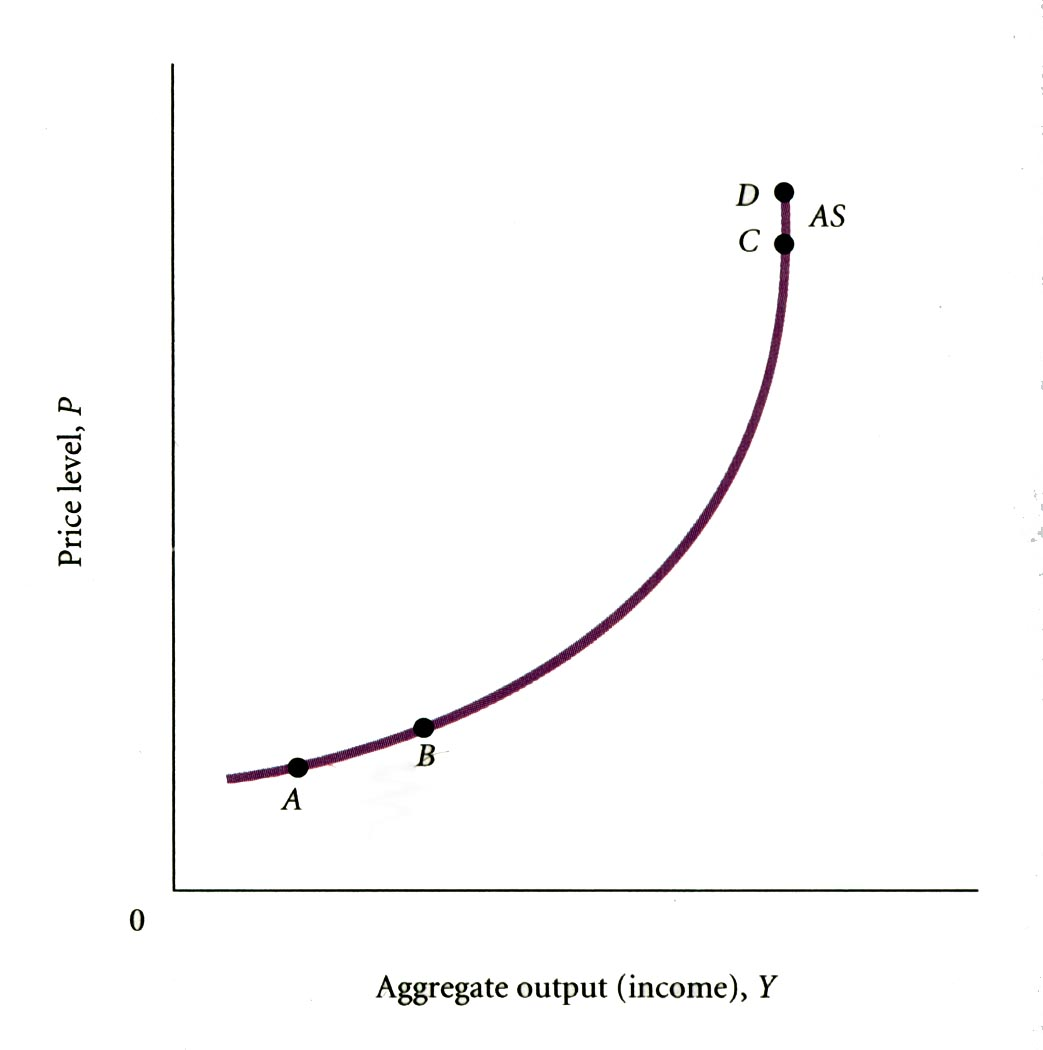 D
AS
C
Price level, P
B
A
0
Aggregate output (income), Y